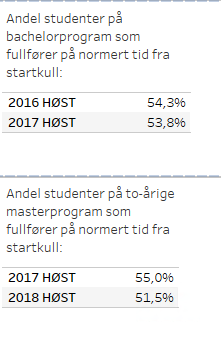 Andel studenter på
bachelorprogram som
fullfører på normert tid fra
startkull:
2016 HØST 54,3%
2017 HØST 53,8%
Andel studenter på to-årige
masterprogram som
fullfører på normert tid fra
startkull:
2017 HØST 55,0%
2018 HØST 51,5%